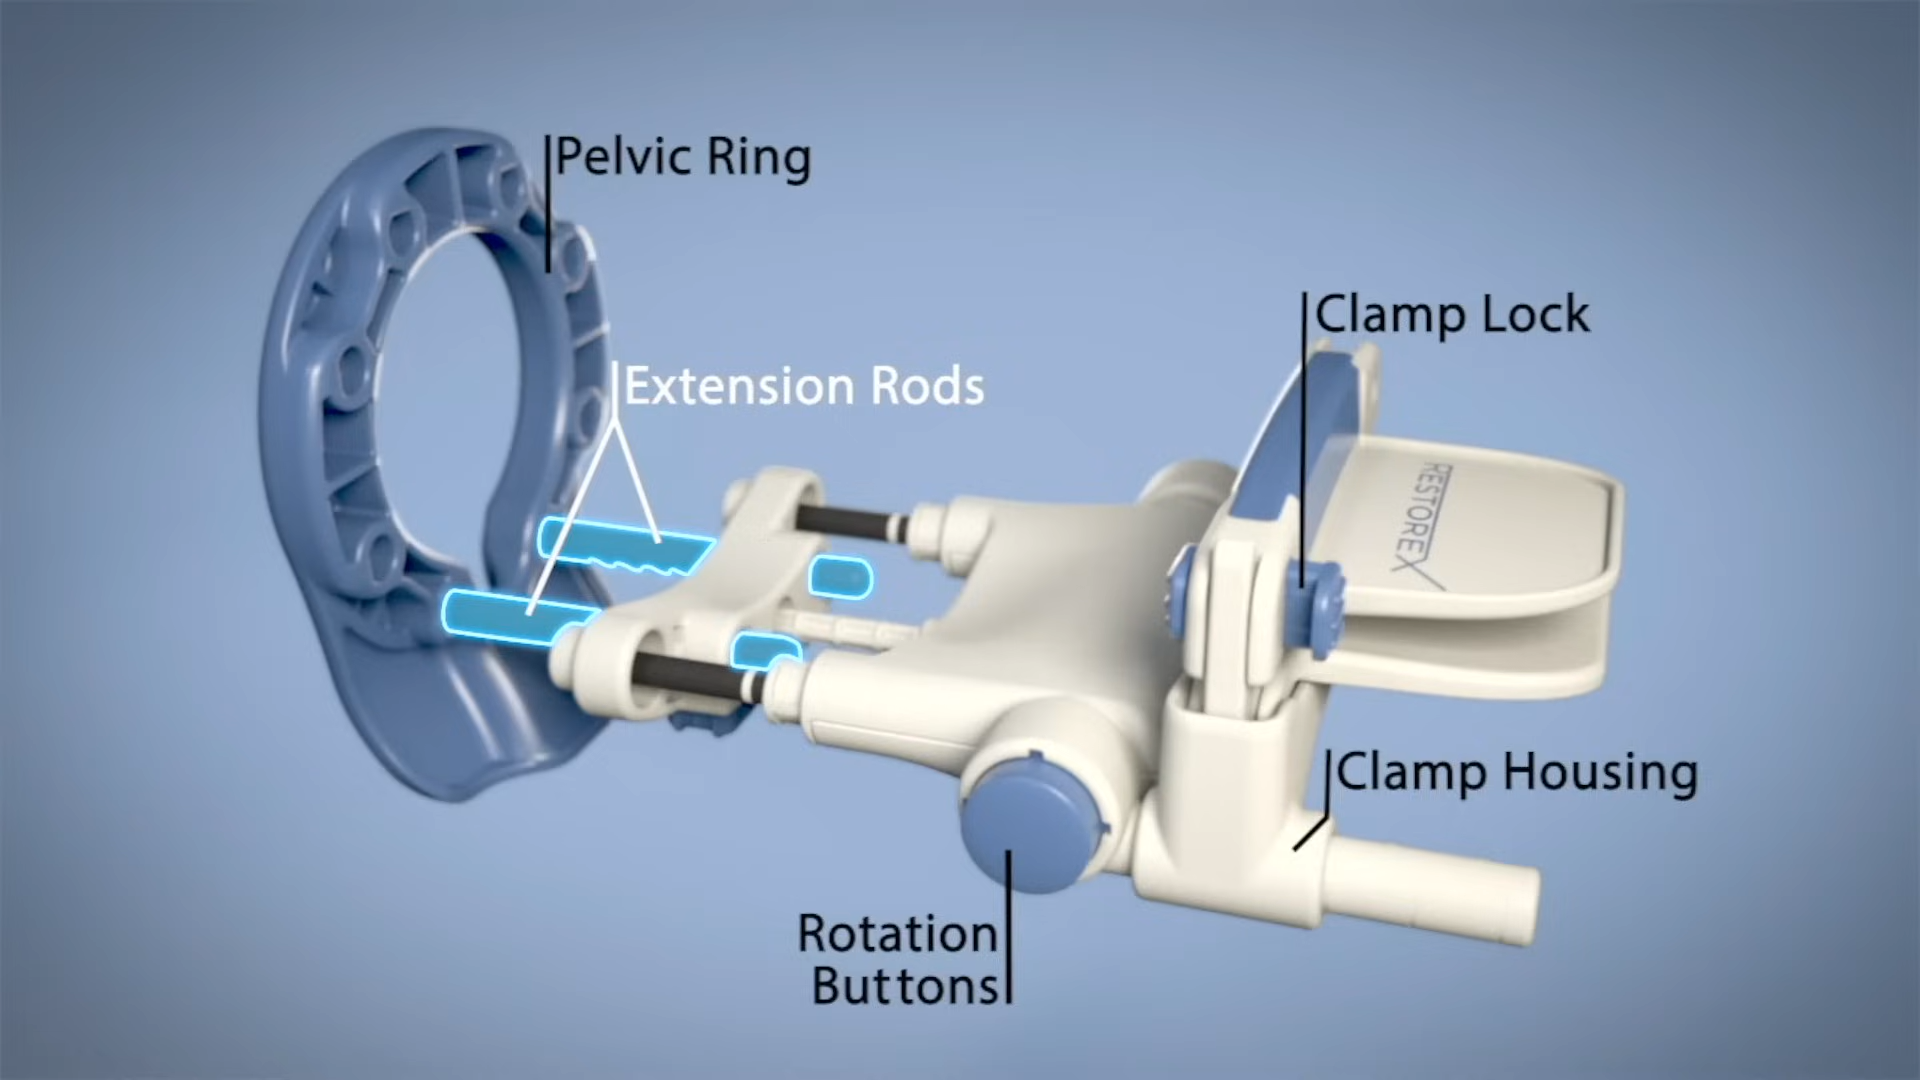 Pelvic Ring
Clamp Lock
Extension Rods
RESTOREX
Clamp Housing
Rotation
Buttons